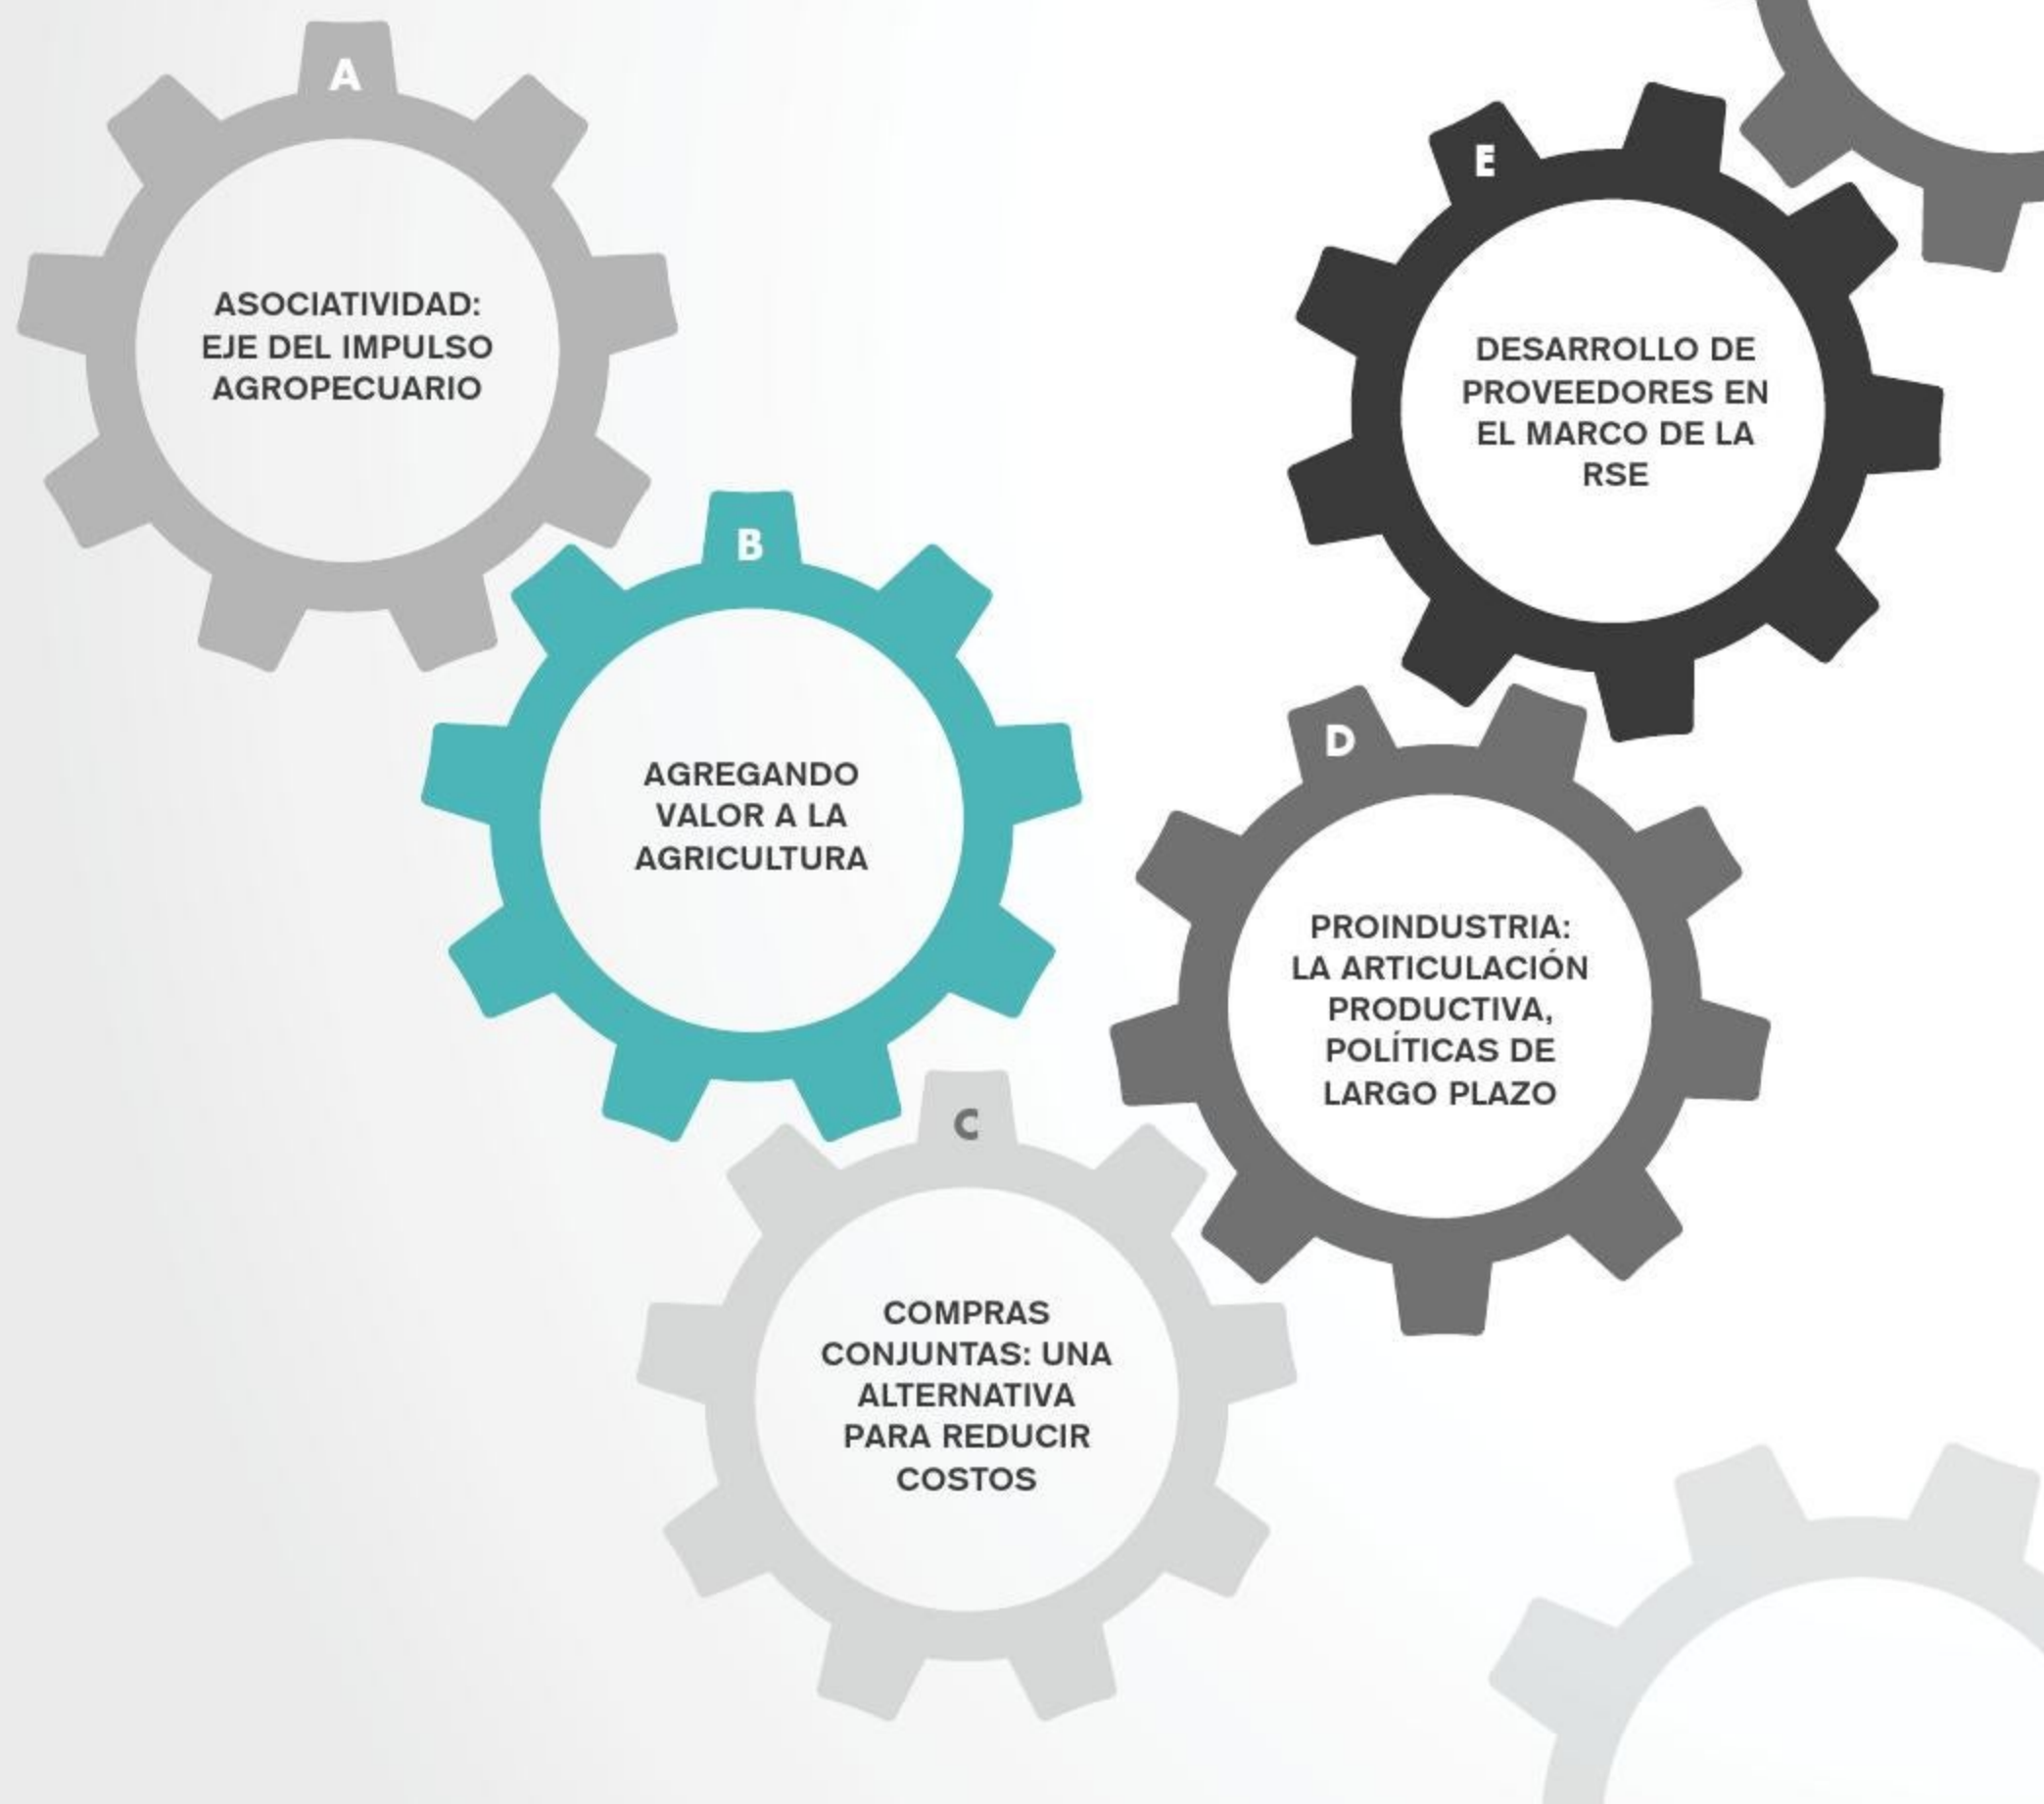 A
ASOCIATIVIDAD:
EJE DEL IMPULSO
AGROPECUARIO
B
AGREGANDO
VALOR A LA
AGRICULTURA
C
COMPRAS
CONJUNTAS: UNA
ALTERNATIVA
PARA REDUCIR
COSTOS
D
PROINDUSTRIA:
LA ARTICULACIÓN
PRODUCTIVA,
POLÍTICAS DE
LARGO PLAZO
E
DESARROLLO DE
PROVEEDORES EN
EL MARCO DE LA
RSE